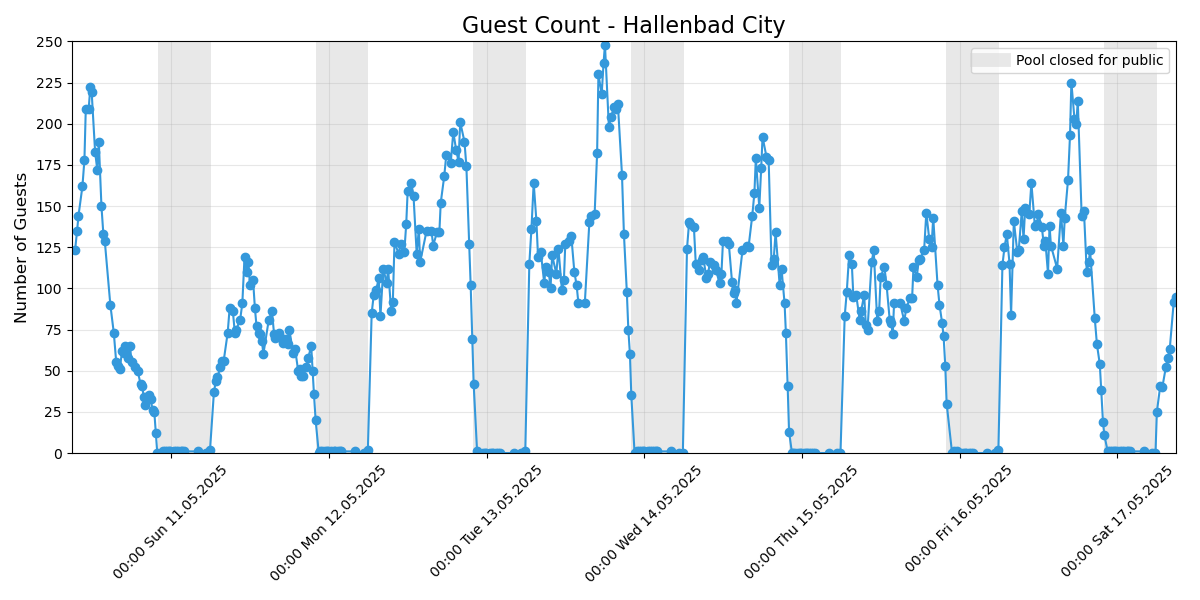 Guest Count - Hallenbad City
Number of Guests
250
225
200
175
150
125
100
75
50
25
0
Pool closed for public
00:00 Sun 11.05.2025
00:00 Mon 12.05.2025
00:00 Tue 13.05.2025
00:00 Wed 14.05.2025
00:00 Thu 15.05.2025
00:00 Fri 16.05.2025
00:00 Sat 17.05.2025